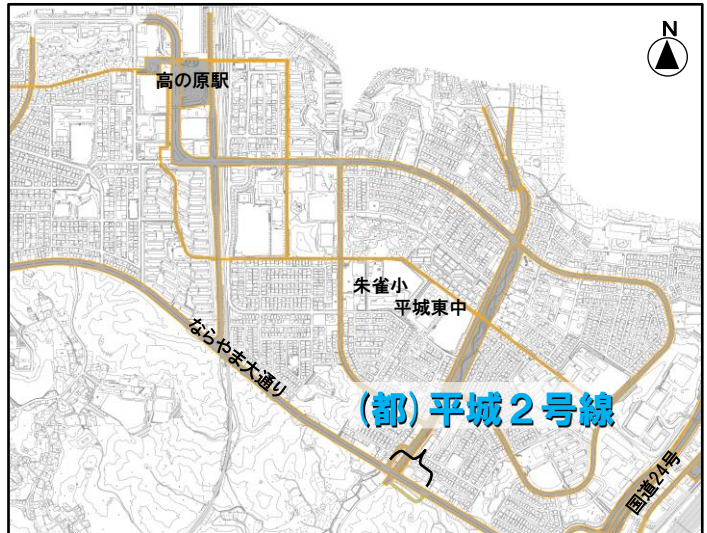 N
高の原駅
朱雀小
平城東中
ならやま大通り
(都)平城2号線
国道24号